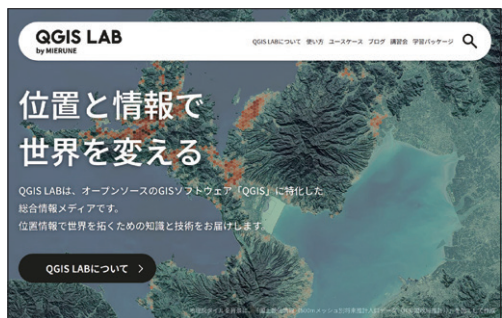 QGIS LAB
by MIERUNE
QGIS LABについて 使い方 ユースケース ブログ 講習会 学習パッケージ
位置と情報で
世界を変える
QGIS LABは、オープンソースのGISソフトウェア「QGIS」に特化した
総合情報メディアです。
位置情報で世界を拓くための知識と技術をお届けします。
QGIS LABについて